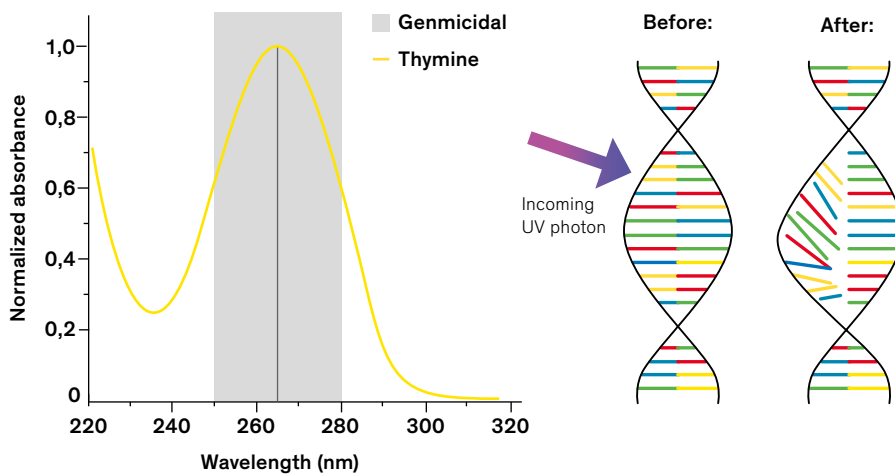 Genmicidal
Thymine
Normalized absorbance
1,0
0,8
0,6
0,4
0,2
0
220
240
260
280
300
320
Wavelength (nm)
Before:
After:
Incoming
UV photon